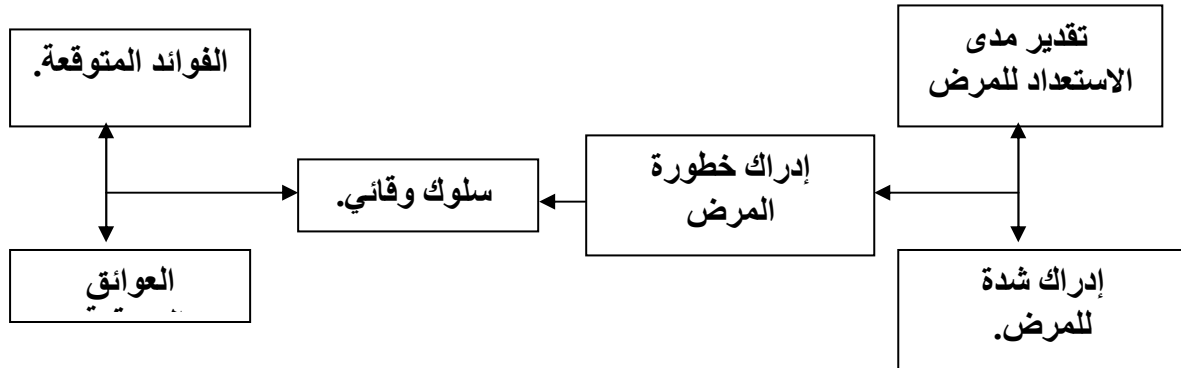 تقدير مدى
الاستعداد للمرض
الفوائد المتوقعة.
إدراك خطورة
المرض
سلوك وقائي.
إدراك شدة
للمرض.
العوائق